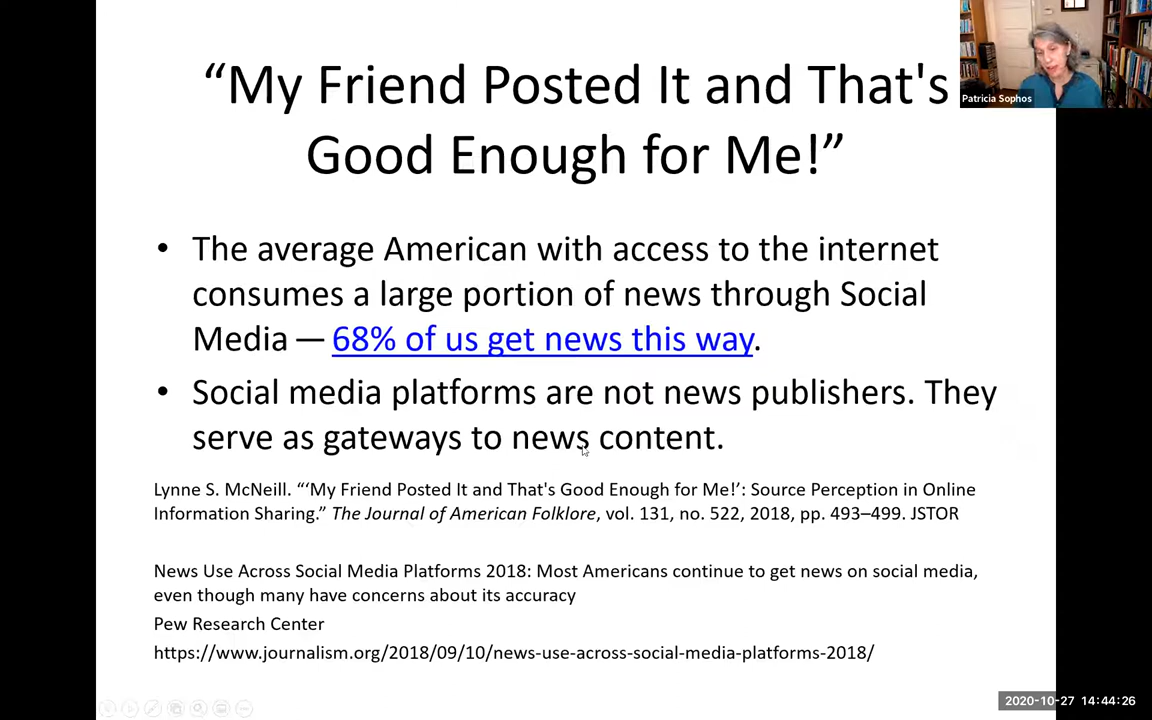 “My Friend Posted It and That's
Good Enough for Me!”
Patricia Sophos
• The average American with access to the internet
consumes a large portion of news through Social
Media — 68% of us get news this way.
• Social media platforms are not news publishers. They
serve as gateways to news content.
Lynne S. McNeill. “‘My Friend Posted It and That's Good Enough for Me!’: Source Perception in Online
Information Sharing.” The Journal of American Folklore, vol. 131, no. 522, 2018, pp. 493–499. JSTOR
News Use Across Social Media Platforms 2018: Most Americans continue to get news on social media,
even though many have concerns about its accuracy
Pew Research Center
https://www.journalism.org/2018/09/10/news-use-across-social-media-platforms-2018/
2020-10-27 14:44:26